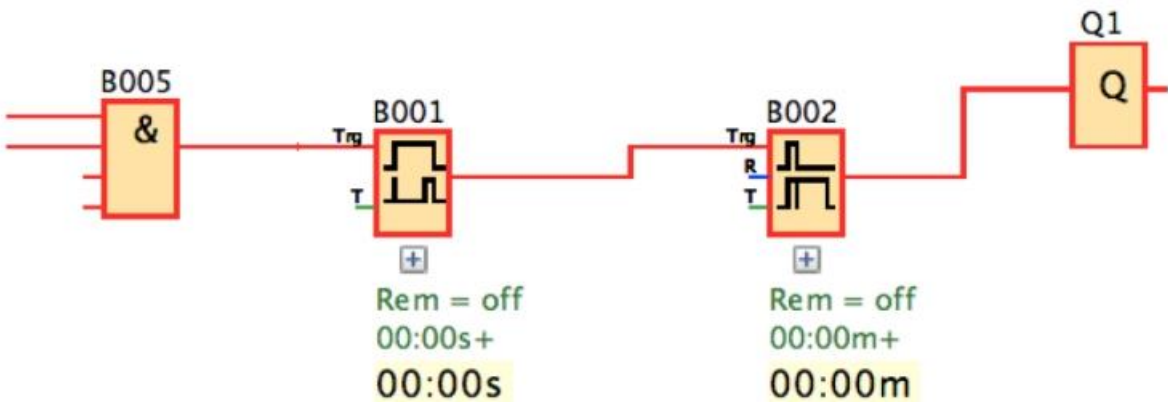 Q1
B005
&
B001
B002
Q
Trg
Trg
R
T
T
Rem = off
Rem = off
00:00s+
00:00m+
00:00s
00:00m